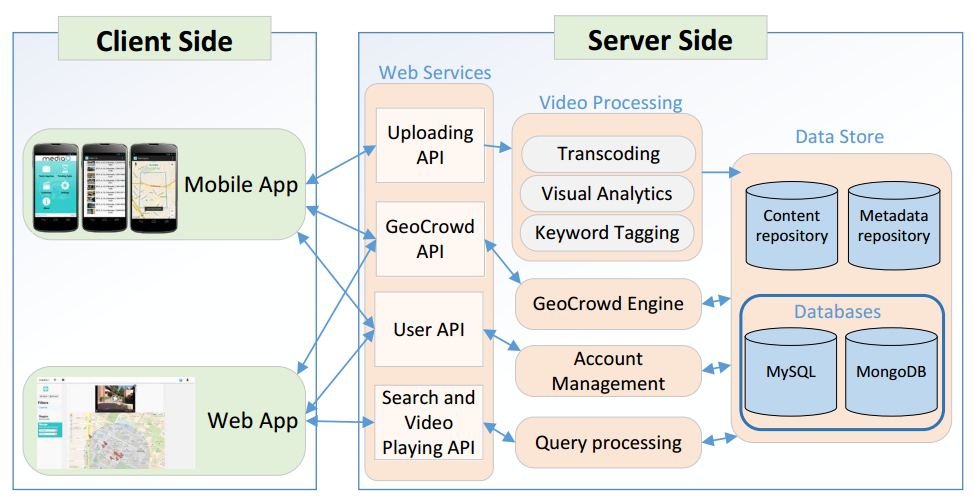 Client Side
Server Side
Web Services
Video Processing
Data Store
mediaQ
Mobile App
Web App
Uploading
API
GeoCrowd
API
User API
Search and
Video
Playing API
Transcoding
Visual Analytics
Keyword Tagging
GeoCrowd Engine
Account
Management
Query processing
Content
repository
Metadata
repository
Databases
MySQL
MongoDB